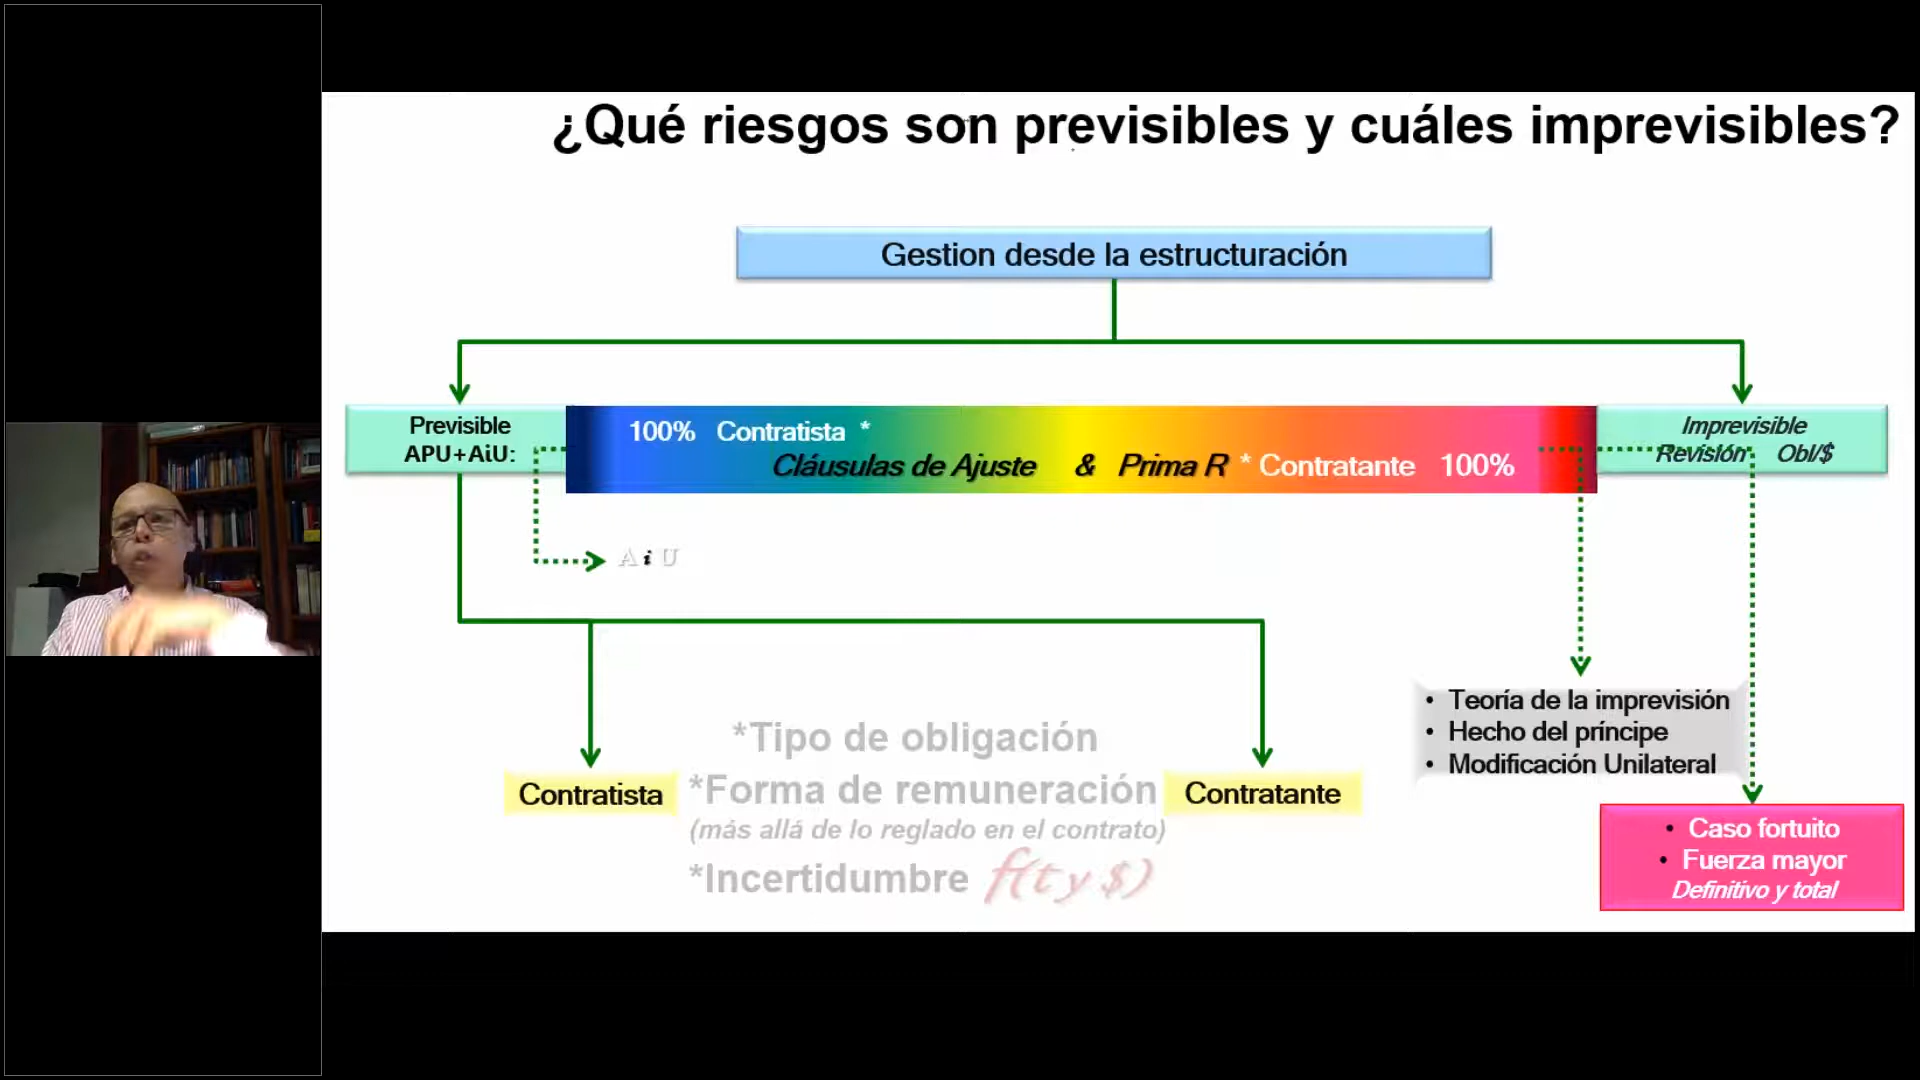 ¿Qué riesgos son previsibles y cuáles imprevisibles?
Gestion desde la estructuración
Previsible
APU+AiU:
100% Contratista *
Cláusulas de Ajuste & Prima R * Contratante 100%
Imprevisible
Revisión Obl/$
A i U
*Tipo de obligación
*Forma de remuneración
(más allá de lo reglado en el contrato)
*Incertidumbre f(t y $)
Contratista
Contratante
• Teoría de la imprevisión
• Hecho del príncipe
• Modificación Unilateral
• Caso fortuito
• Fuerza mayor
Definitivo y total